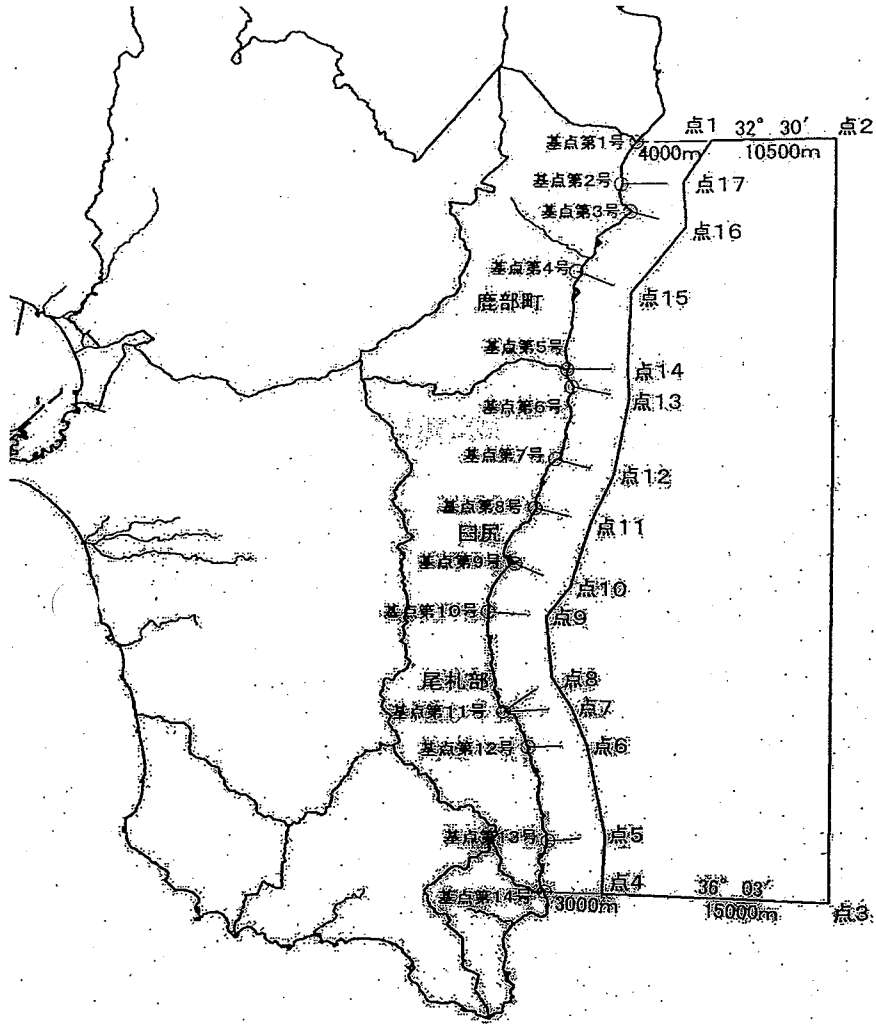 点1 32° 30′ 点2
基点第1号 4000m 10500m
基点第2号 点17
基点第3号
点16
基点第4号
鹿部町 点15
基点第5号
点14
基点第6号 点13
基点第7号
点12
基点第8号
臼尻 点11
基点第9号
点10
基点第10号 点9
尾札部 点8
基点第11号 点7
基点第12号 点6
基点第13号 点5
点4 36° 03′
基点第14号 3000m 15000m 点3